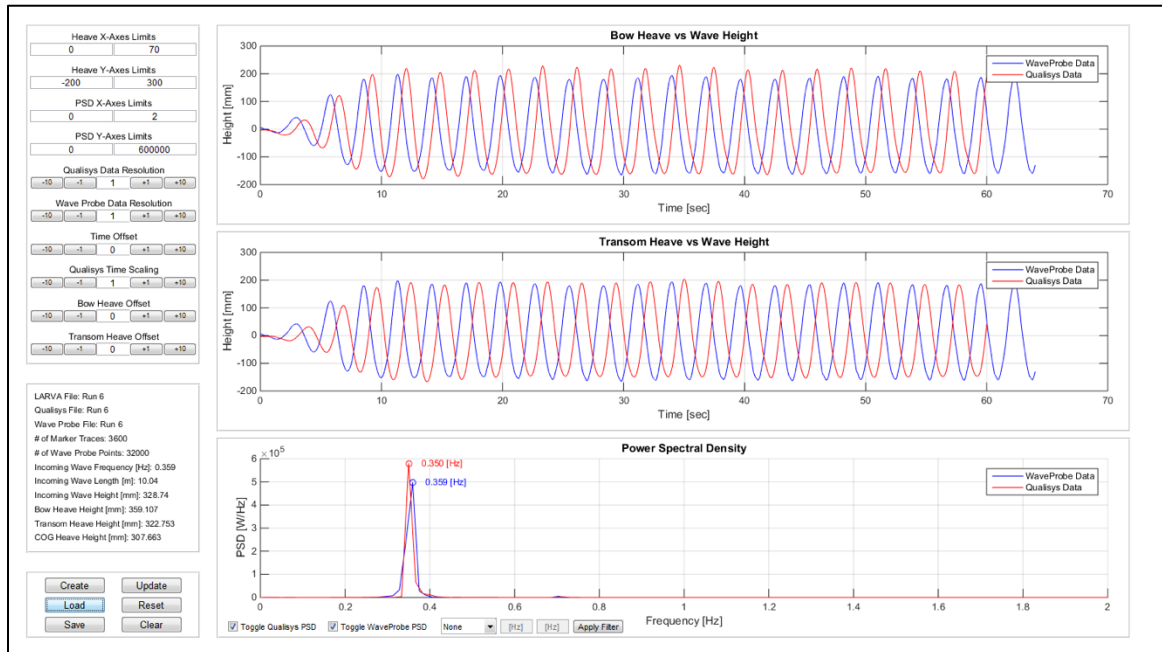 Heave X-Axes Limits
0 70
Heave Y-Axes Limits
-200 300
PSD X-Axes Limits
0 2
PSD Y-Axes Limits
0 600000
Qualisys Data Resolution
-10 -1 1 +1 +10
Wave Probe Data Resolution
-10 -1 1 +1 +10
Time Offset
-10 -1 0 +1 +10
Qualisys Time Scaling
-10 -1 1 +1 +10
Bow Heave Offset
-10 -1 0 +1 +10
Transom Heave Offset
-10 -1 0 +1 +10
LARVA File: Run 6
Qualisys File: Run 6
Wave Probe File: Run 6
# of Marker Traces: 3600
# of Wave Probe Points: 32000
Incoming Wave Frequency [Hz]: 0.359
Incoming Wave Length [m]: 10.04
Incoming Wave Height [mm]: 328.74
Bow Heave Height [mm]: 359.107
Transom Heave Height [mm]: 322.753
COG Heave Height [mm]: 307.663
Create Update
Load Reset
Save Clear
Bow Heave vs Wave Height
300
200
100
0
-100
-200
Height [mm]
WaveProbe Data
Qualisys Data
0 10 20 30 40 50 60 70
Time [sec]
Transom Heave vs Wave Height
300
200
100
0
-100
-200
Height [mm]
WaveProbe Data
Qualisys Data
0 10 20 30 40 50 60 70
Time [sec]
Power Spectral Density
×10^5
6
5
4
3
2
1
0
PSD [W/Hz]
0.350 [Hz]
0.359 [Hz]
WaveProbe Data
Qualisys Data
0 0.2 0.4 0.6 0.8 1 1.2 1.4 1.6 1.8 2
Frequency [Hz]
Toggle Qualisys PSD Toggle WaveProbe PSD None [Hz] [Hz] Apply Filter